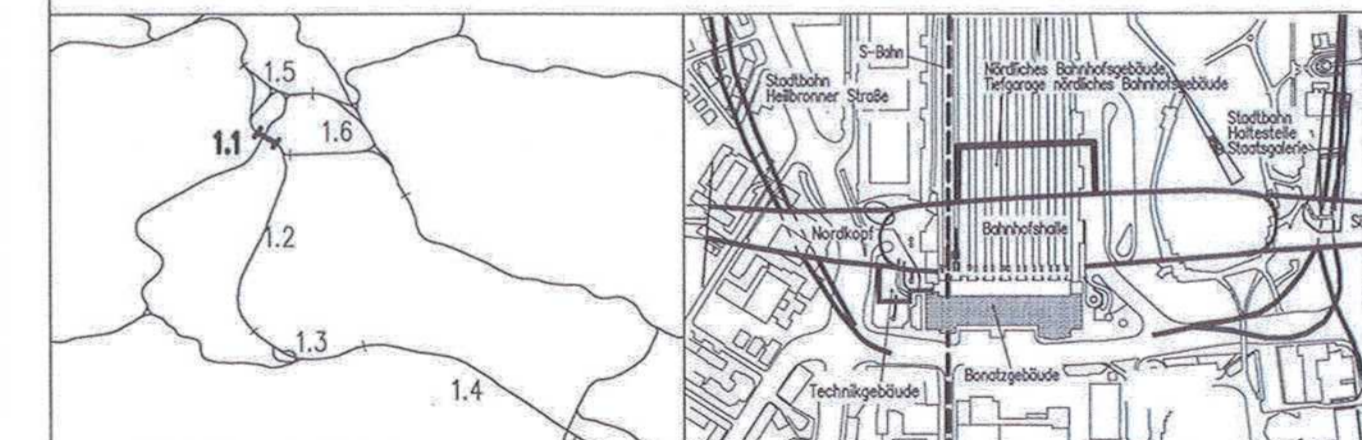 1.5
1.1
1.6
1.2
1.3
1.4
S-Bahn
Stadtbahn
Heilbronner Straße
Nördliches Bahnhofsgebäude
Tiefgarage nördliches Bahnhofsgebäude
Stadtbahn
Haltestelle
Staatsgalerie
Nordkopf
Bahnhofshalle
Technikgebäude
Bonatzgebäude